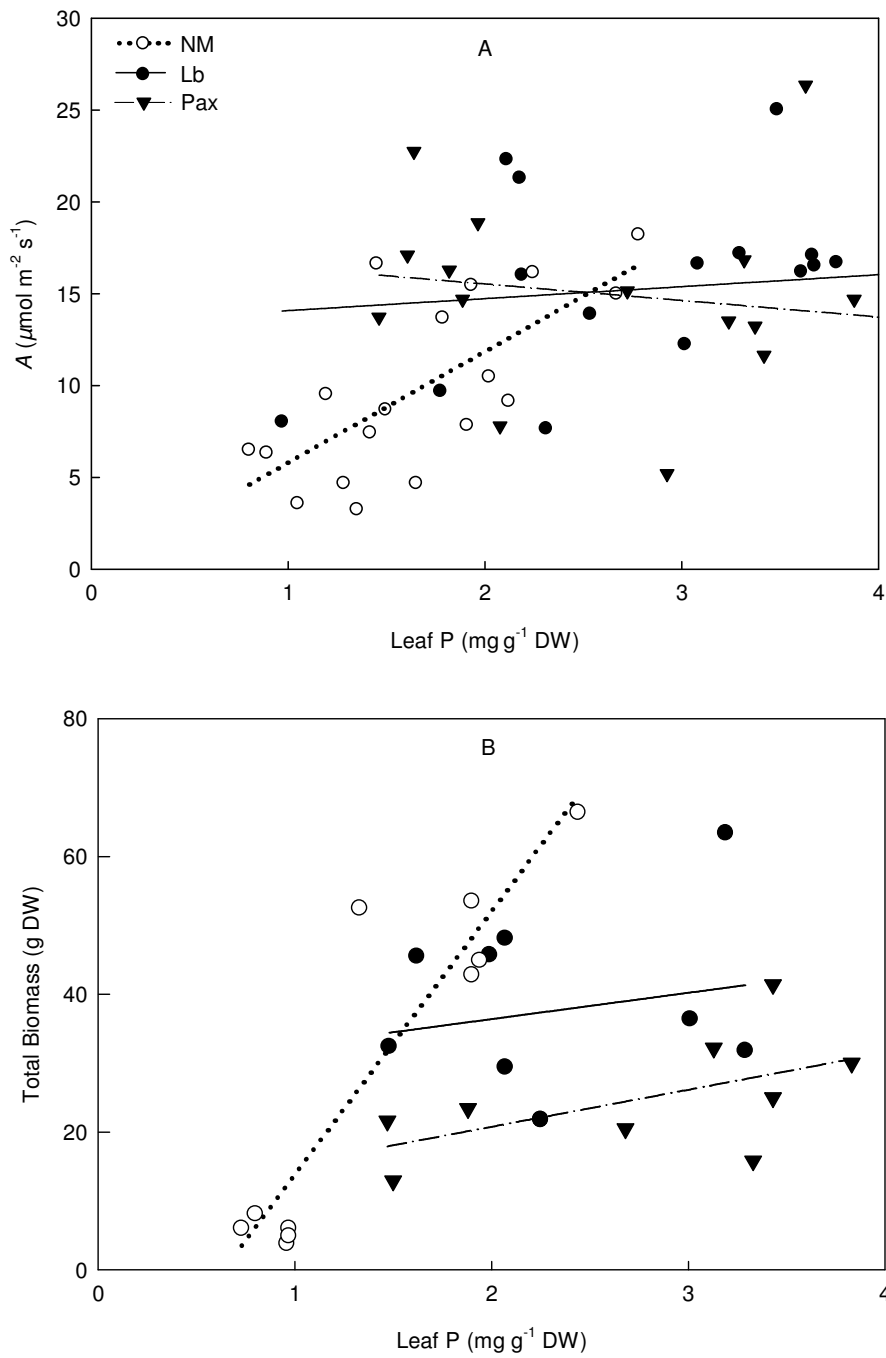 A
NM
Lb
Pax
30
25
20
15
10
5
0
A (µmol m⁻² s⁻¹)
0 1 2 3 4
Leaf P (mg g⁻¹ DW)
B
80
60
40
20
0
Total Biomass (g DW)
0 1 2 3 4
Leaf P (mg g⁻¹ DW)